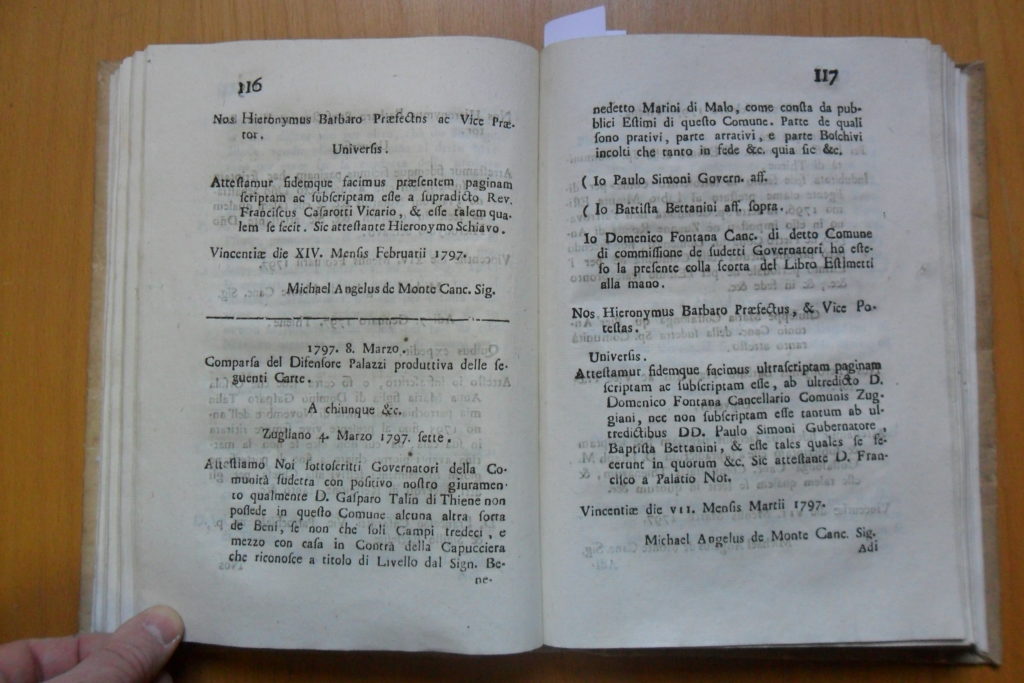 116
Nos Hieronymus Barbaro Præfectus ac Vice Præ-
tor.
Universis.
Attestamur fidemque facimus præsentem paginam
scriptam ac subscriptam esse a supradicto Rev.
Franciscus Casarotti Vicario, & esse talem qua-
lem se fecit. Sic attestante Hieronymo Schiavo.
Vincentiæ die XIV. Mensis Februarii 1797.
Michael Angelus de Monte Canc. Sig.
1797. 8. Marzo.
Comparsa del Difensore Palazzi produttiva delle se-
guenti Carte.
A chiunque &c.
Zugliano 4. Marzo 1797. sette.
Attestiamo Noi sottoscritti Governatori della Co-
munità sudetta con positivo nostro giuramen-
to qualmente D. Gasparo Talin di Thiene non
possede in questo Comune alcuna altra sorta
de Beni, se non che soli Campi tredeci, e
mezzo con casa in Contrà della Capucciera
che riconosce a titolo di Livello dal Sign. Be-
ne-
117
nedetto Marini di Malo, come consta da pub-
blici Estimi di questo Comune. Parte de quali
sono prativi, parte arrativi, e parte Boschivi
incolti che tanto in fede &c. quia sic &c.
( Io Paulo Simoni Govern. aff.
( Io Battista Bettanini aff. sopra.
Io Domenico Fontana Canc. di detto Comune
di commissione de sudetti Governatori ho este-
so la presente colla scorta del Libro Estimetti
alla mano.
Nos Hieronymus Barbaro Præfectus, & Vice Po-
testas.
Universis.
Attestamur fidemque facimus ultrascriptam paginam
scriptam ac subscriptam esse, ab ultredicto D.
Domenico Fontana Cancellario Comunis Zug-
giani, nec non subscriptam esse tantum ab ul-
tredictibus DD. Paulo Simoni Gubernatore,
Baptista Bettanini, & esse tales quales se fe-
cerunt in quorum &c. Sic attestante D. Fran-
cisco a Palatio Not.
Vincentiæ die VII. Mensis Martii 1797.
Michael Angelus de Monte Canc. Sig.
Adi